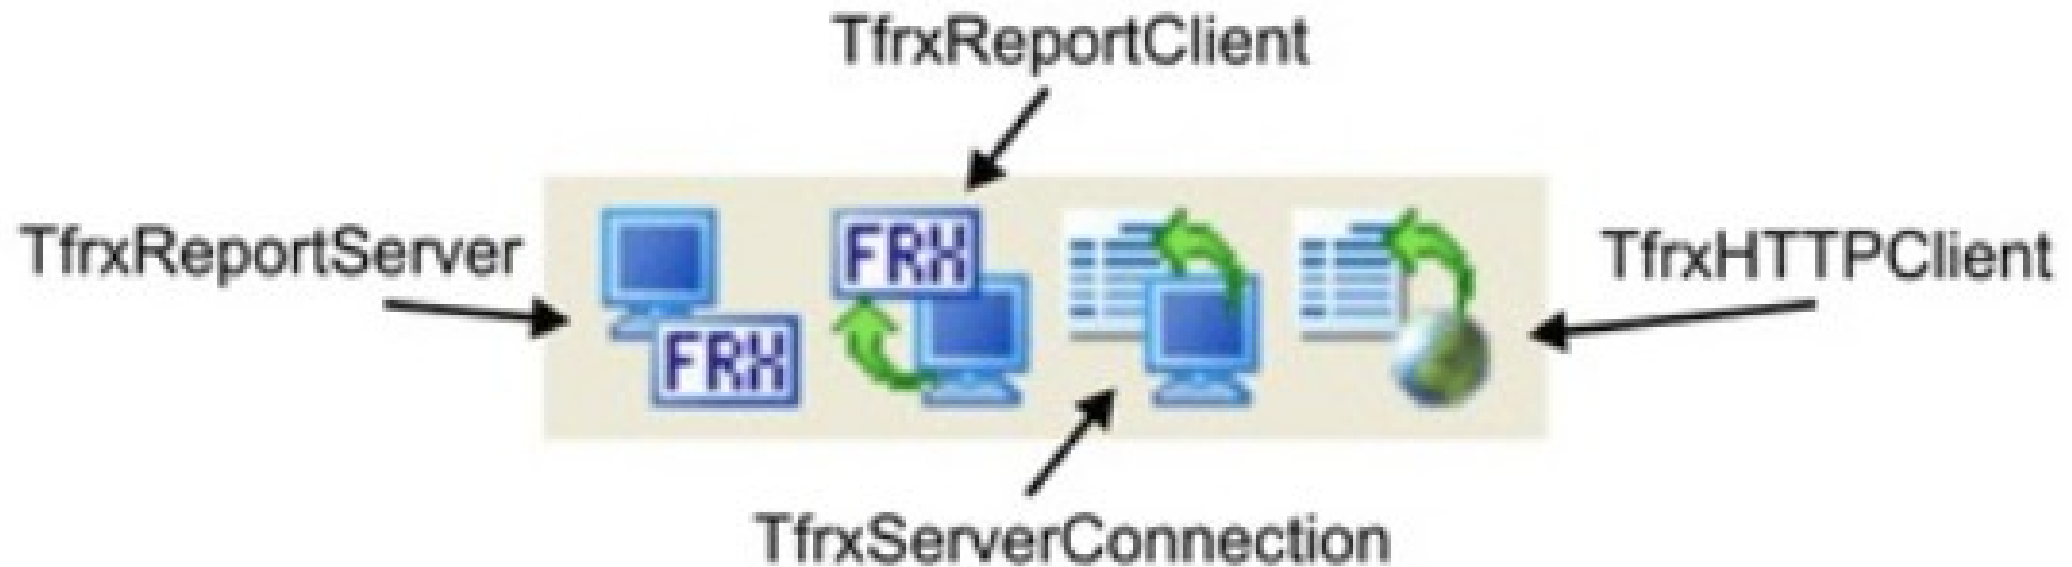 TfrxReportClient
TfrxReportServer
FRX
FRX
TfrxHTTPClient
TfrxServerConnection